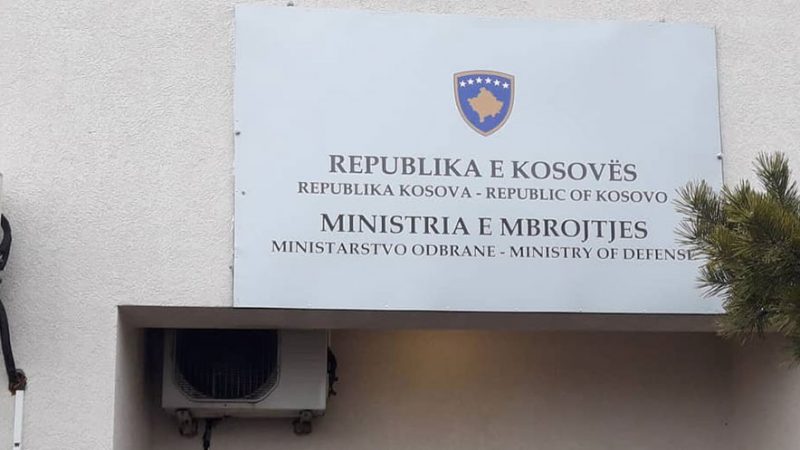 REPUBLIKA E KOSOVËS
REPUBLIKA KOSOVA - REPUBLIC OF KOSOVO
MINISTRIA E MBROJTJES
MINISTARSTVO ODBRANE - MINISTRY OF DEFENSE